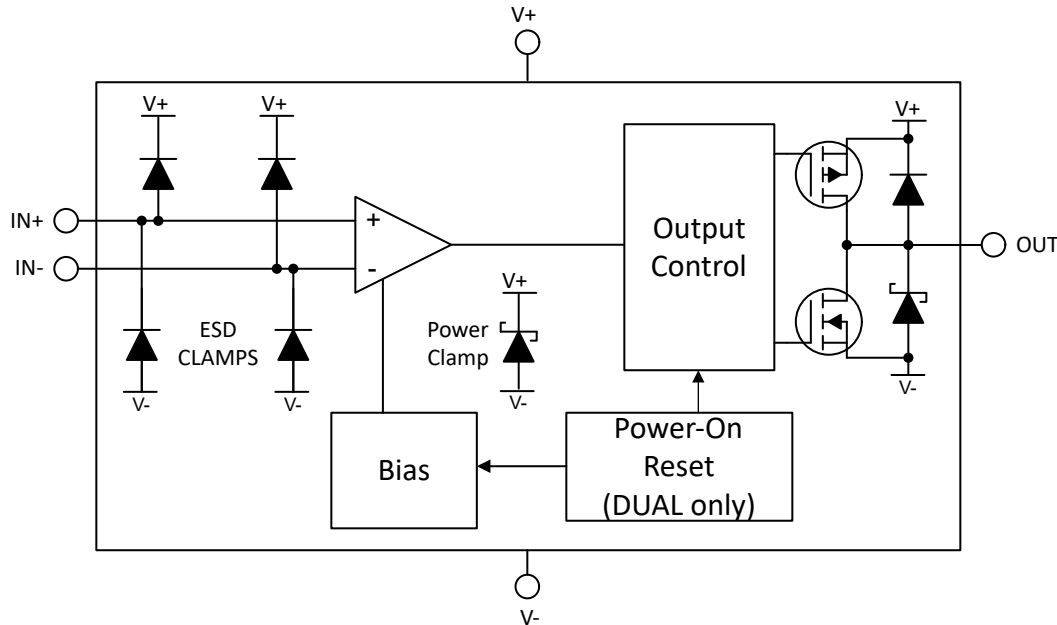 V+
V+
V+
V+
IN+
+
Output
Control
OUT
IN-
-
V+
ESD
CLAMPS
Power
Clamp
V-
V-
V-
V-
Bias
Power-On
Reset
(DUAL only)
V-